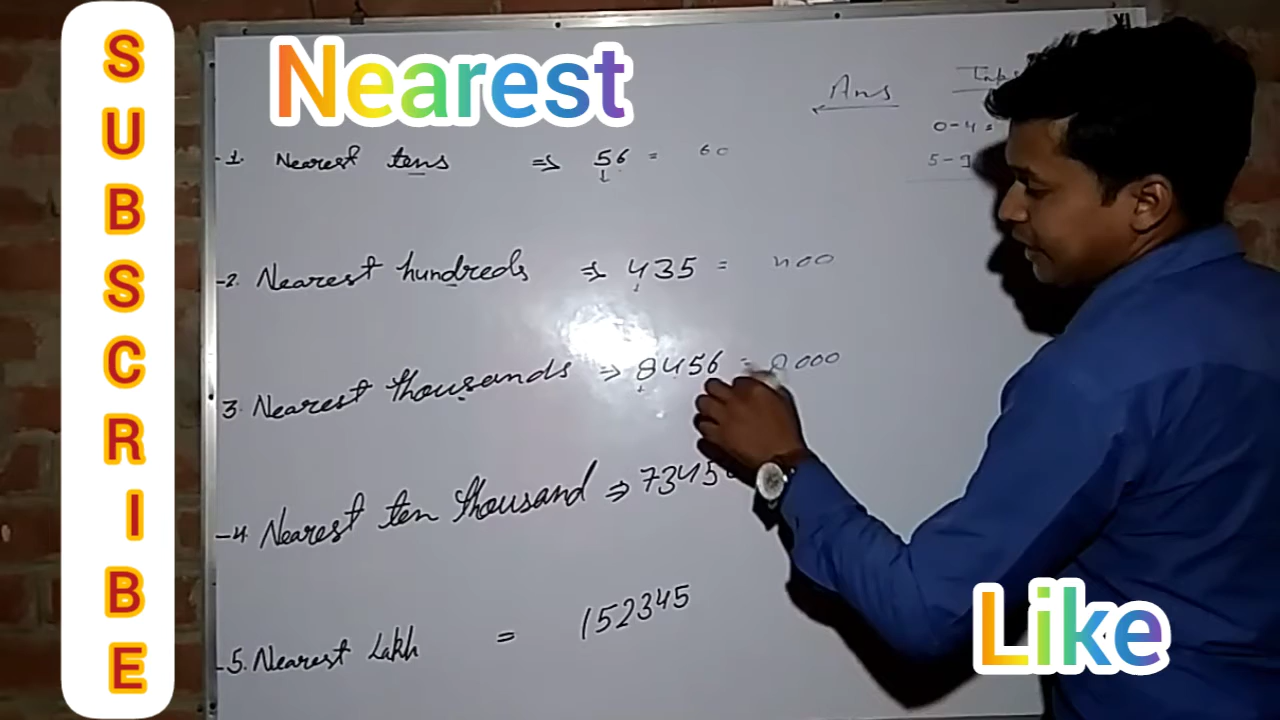 SUBSCRIBE
Nearest
Ans
0-4 =
5-9
1. Nearest tens ⇒ 56 = 60
2. Nearest hundreds ⇒ 435 = 400
3. Nearest thousands ⇒ 8456 = 8000
4. Nearest ten thousand ⇒ 7345
5. Nearest Lakh = 152345
Like